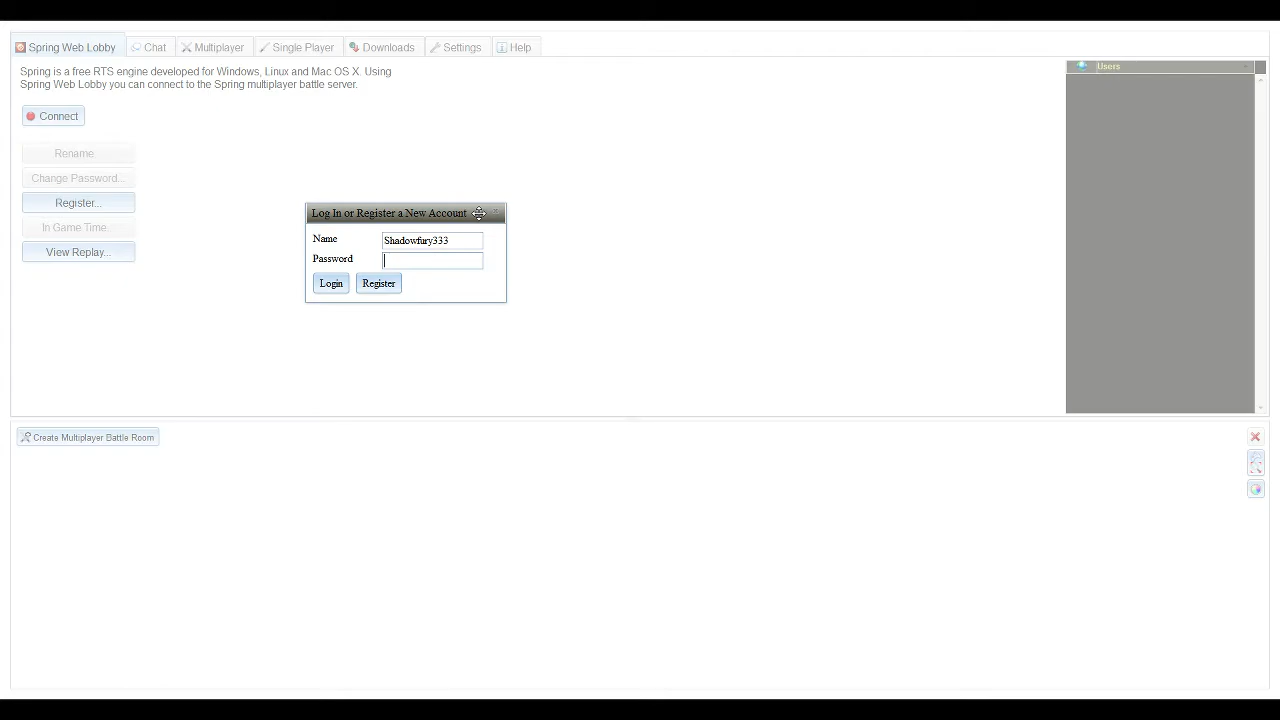 Spring Web Lobby
Chat
Multiplayer
Single Player
Downloads
Settings
Help
Spring is a free RTS engine developed for Windows, Linux and Mac OS X. Using
Spring Web Lobby you can connect to the Spring multiplayer battle server.
Users
Connect
Rename
Change Password...
Register...
In Game Time.
View Replay...
Log In or Register a New Account
Name
Shadowfury333
Password
Login
Register
Create Multiplayer Battle Room